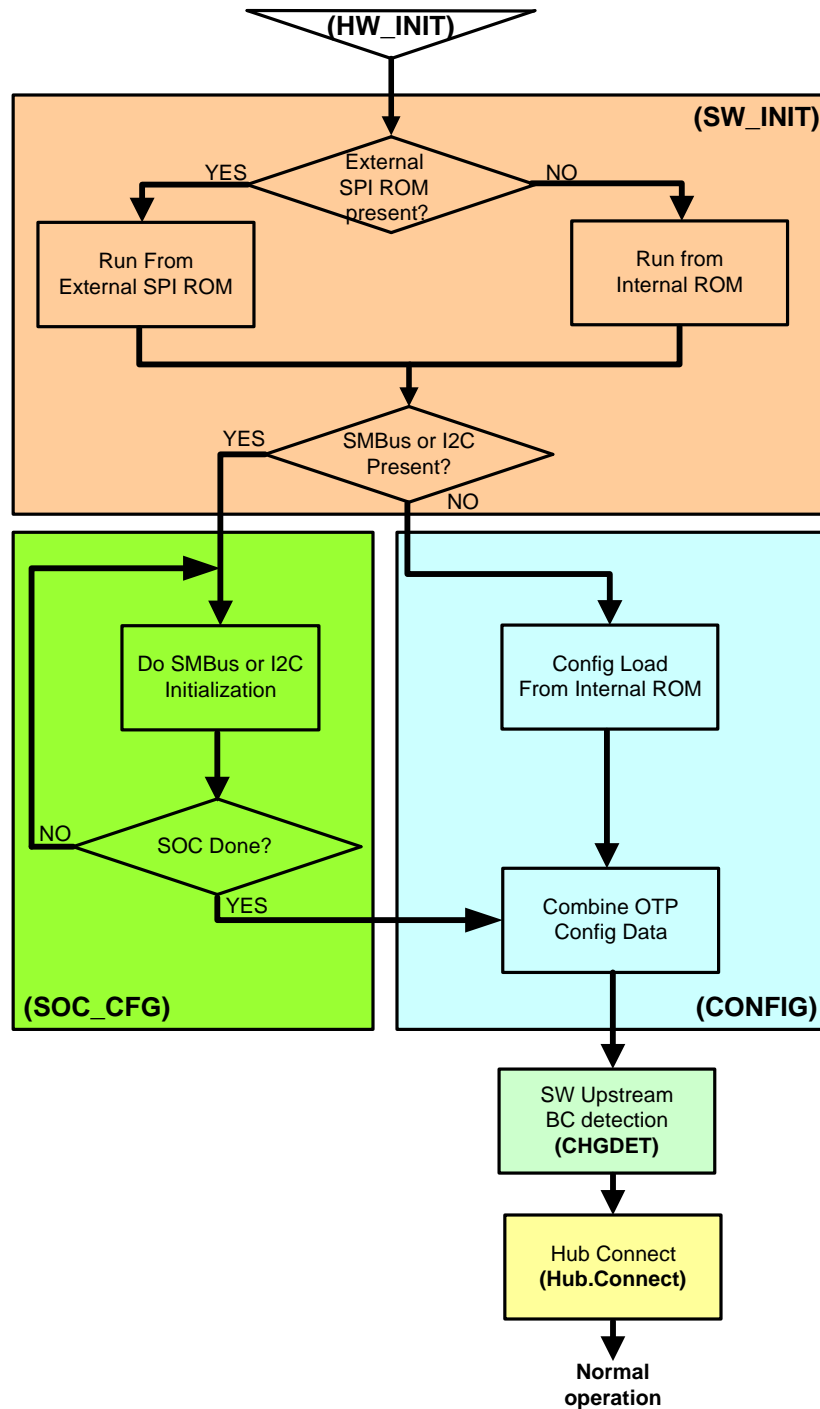 (HW_INIT)
(SW_INIT)
External
SPI ROM
present?
YES
NO
Run From
External SPI ROM
Run from
Internal ROM
SMBus or I2C
Present?
YES
NO
Do SMBus or I2C
Initialization
Config Load
From Internal ROM
SOC Done?
NO
YES
Combine OTP
Config Data
(SOC_CFG)
(CONFIG)
SW Upstream
BC detection
(CHGDET)
Hub Connect
(Hub.Connect)
Normal
operation